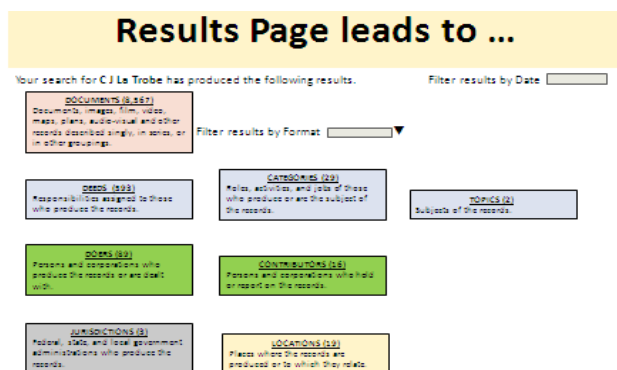 Results Page leads to ...
Your search for C J La Trobe has produced the following results.
Filter results by Date
DOCUMENTS (8,567)
Documents, images, film, video,
maps, plans, audio-visual and other
records described singly, in series, or
in other groupings.
Filter results by Format
DEEDS (593)
Responsibilities assigned to those
who produce the records.
CATEGORIES (29)
Roles, activities, and jobs of those
who produce or are the subject of
the records.
TOPICS (2)
Subjects of the records.
DOERS (89)
Persons and corporations who
produce the records or are dealt
with.
CONTRIBUTORS (16)
Persons and corporations who hold
or report on the records.
JURISDICTIONS (3)
Federal, state, and local government
administrations who produce the
records.
LOCATIONS (19)
Places where the records are
produced or to which they relate.